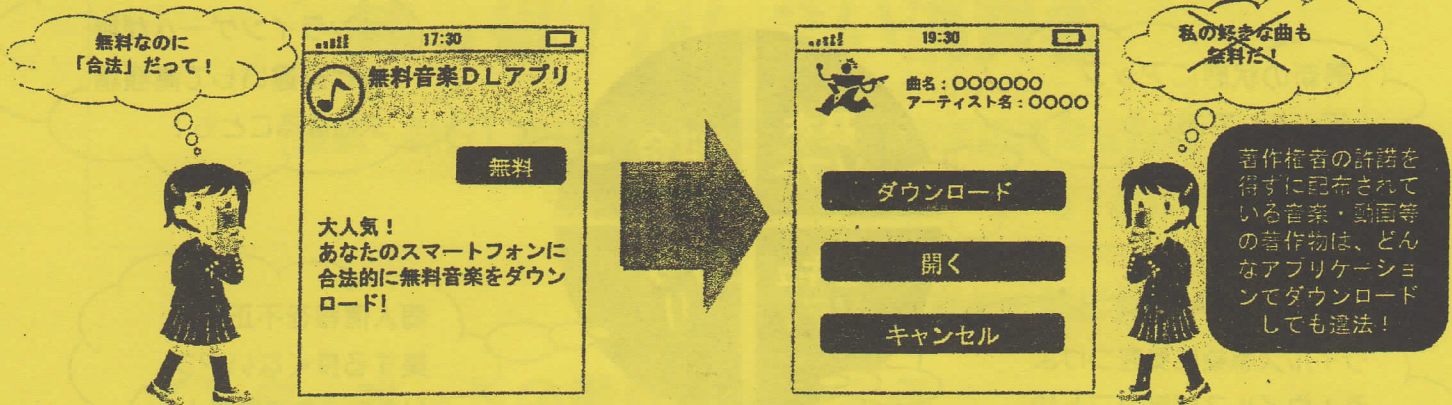 無料なのに
「合法」だって！
17:30
無料音楽ＤＬアプリ
無料
大人気！
あなたのスマートフォンに
合法的に無料音楽をダウン
ロード!
19:30
曲名：〇〇〇〇〇〇
アーティスト名：〇〇〇〇
ダウンロード
開く
キャンセル
私の好きな曲も
無料だ！
著作権者の許諾を
得ずに配布されて
いる音楽・動画等
の著作物は、どん
なアプリケーショ
ンでダウンロード
しても違法！